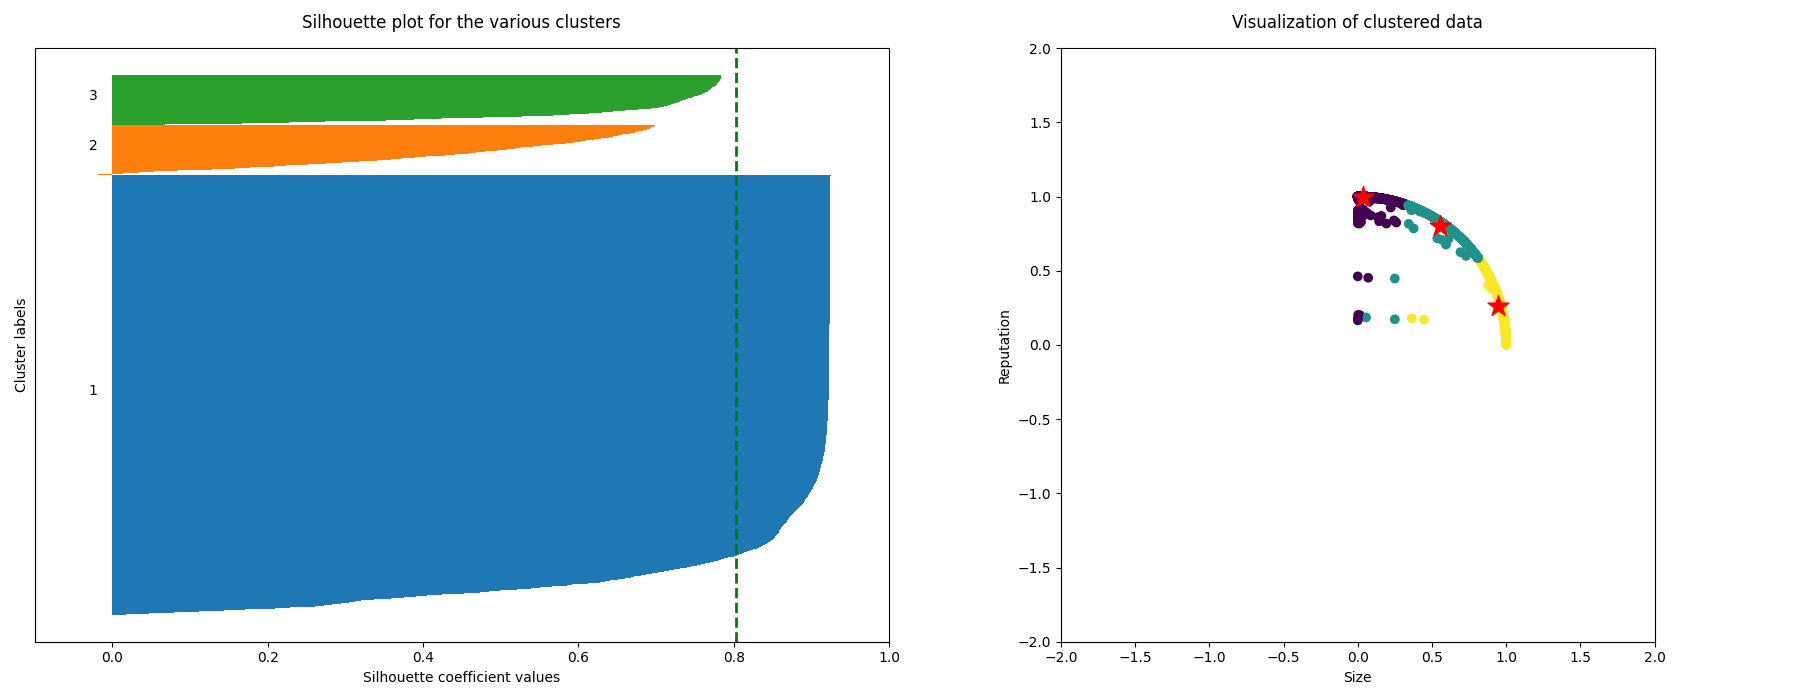 Silhouette plot for the various clusters
3
2
1
Cluster labels
0.0 0.2 0.4 0.6 0.8 1.0
Silhouette coefficient values
Visualization of clustered data
2.0
1.5
1.0
0.5
0.0
−0.5
−1.0
−1.5
−2.0
Reputation
−2.0 −1.5 −1.0 −0.5 0.0 0.5 1.0 1.5 2.0
Size